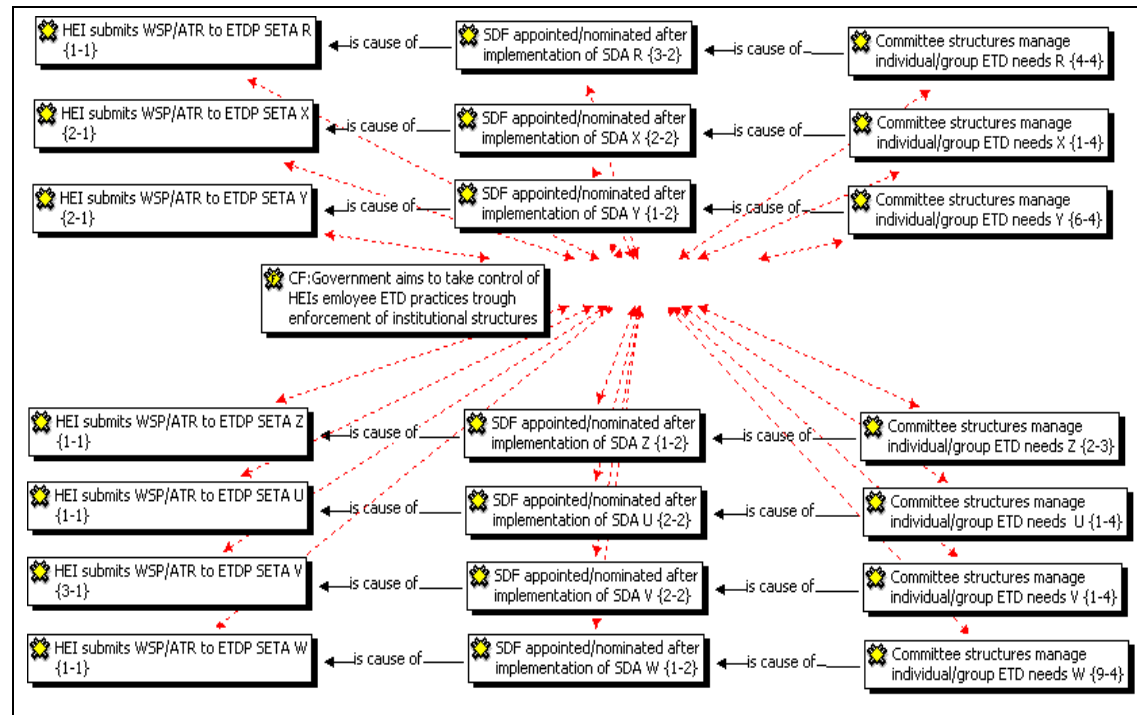 HEI submits WSP/ATR to ETDP SETA R
{1-1}
is cause of
SDF appointed/nominated after
implementation of SDA R {3-2}
is cause of
Committee structures manage
individual/group ETD needs R {4-4}
HEI submits WSP/ATR to ETDP SETA X
{2-1}
is cause of
SDF appointed/nominated after
implementation of SDA X {2-2}
is cause of
Committee structures manage
individual/group ETD needs X {1-4}
HEI submits WSP/ATR to ETDP SETA Y
{2-1}
is cause of
SDF appointed/nominated after
implementation of SDA Y {1-2}
is cause of
Committee structures manage
individual/group ETD needs Y {6-4}
CF:Government aims to take control of
HEIs emloyee ETD practices trough
enforcement of institutional structures
HEI submits WSP/ATR to ETDP SETA Z
{1-1}
is cause of
SDF appointed/nominated after
implementation of SDA Z {1-2}
is cause of
Committee structures manage
individual/group ETD needs Z {2-3}
HEI submits WSP/ATR to ETDP SETA U
{1-1}
is cause of
SDF appointed/nominated after
implementation of SDA U {2-2}
is cause of
Committee structures manage
individual/group ETD needs U {1-4}
HEI submits WSP/ATR to ETDP SETA V
{3-1}
is cause of
SDF appointed/nominated after
implementation of SDA V {2-2}
is cause of
Committee structures manage
individual/group ETD needs V {1-4}
HEI submits WSP/ATR to ETDP SETA W
{1-1}
is cause of
SDF appointed/nominated after
implementation of SDA W {1-2}
is cause of
Committee structures manage
individual/group ETD needs W {9-4}